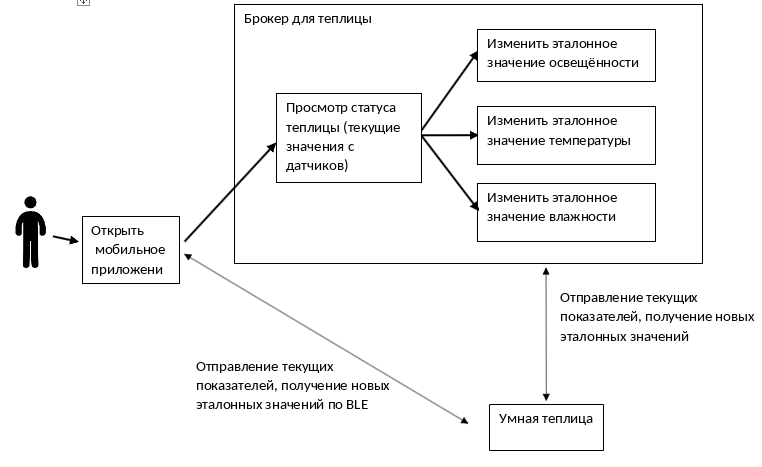 Брокер для теплицы
Изменить эталонное
значение освещённости
Просмотр статуса
теплицы (текущие
значения с
датчиков)
Изменить эталонное
значение температуры
Изменить эталонное
значение влажности
Открыть
мобильное
приложени
Отправление текущих
показателей, получение новых
эталонных значений
Отправление текущих
показателей, получение новых
эталонных значений по BLE
Умная теплица